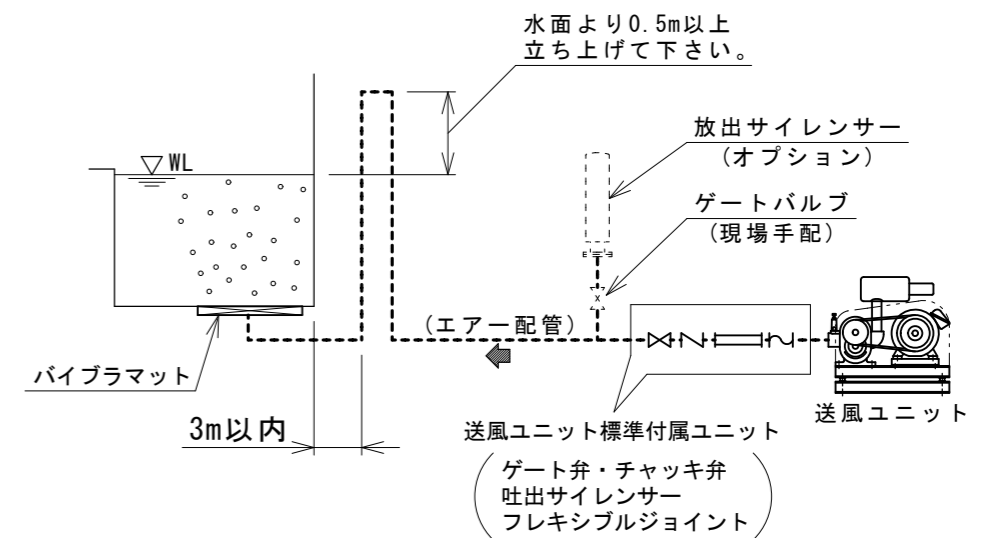 水面より0.5m以上
立ち上げて下さい。
放出サイレンサー
(オプション)
WL
ゲートバルブ
(現場手配)
(エアー配管)
バイブラマット
送風ユニット
3m以内
送風ユニット標準付属ユニット
ゲート弁・チャッキ弁
吐出サイレンサー
フレキシブルジョイント